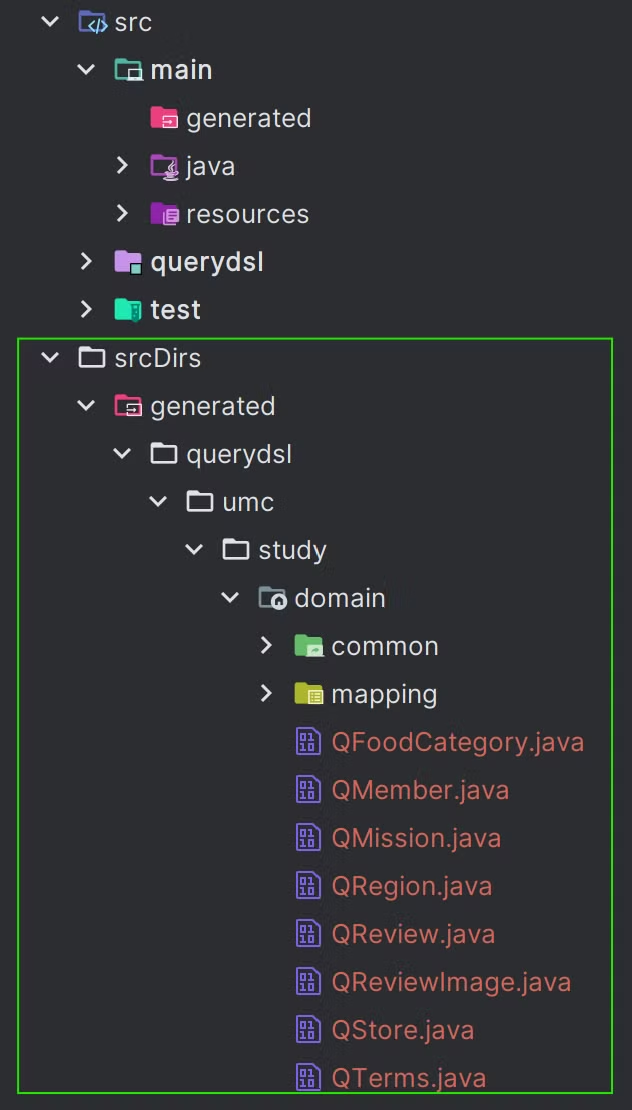 src
main
generated
java
resources
querydsl
test
srcDirs
generated
querydsl
umc
study
domain
common
mapping
QFoodCategory.java
QMember.java
QMission.java
QRegion.java
QReview.java
QReviewImage.java
QStore.java
QTerms.java